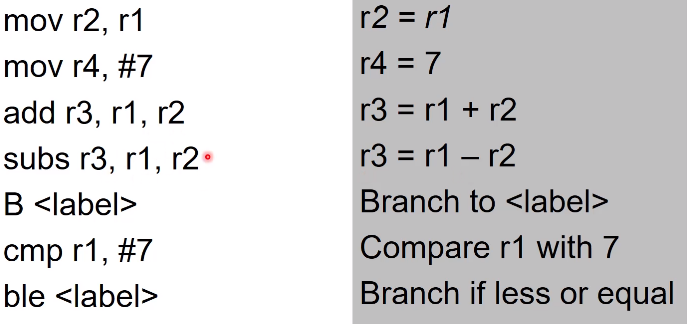 mov r2, r1
r2 = r1
mov r4, #7
r4 = 7
add r3, r1, r2
r3 = r1 + r2
subs r3, r1, r2
r3 = r1 – r2
B <label>
Branch to <label>
cmp r1, #7
Compare r1 with 7
ble <label>
Branch if less or equal